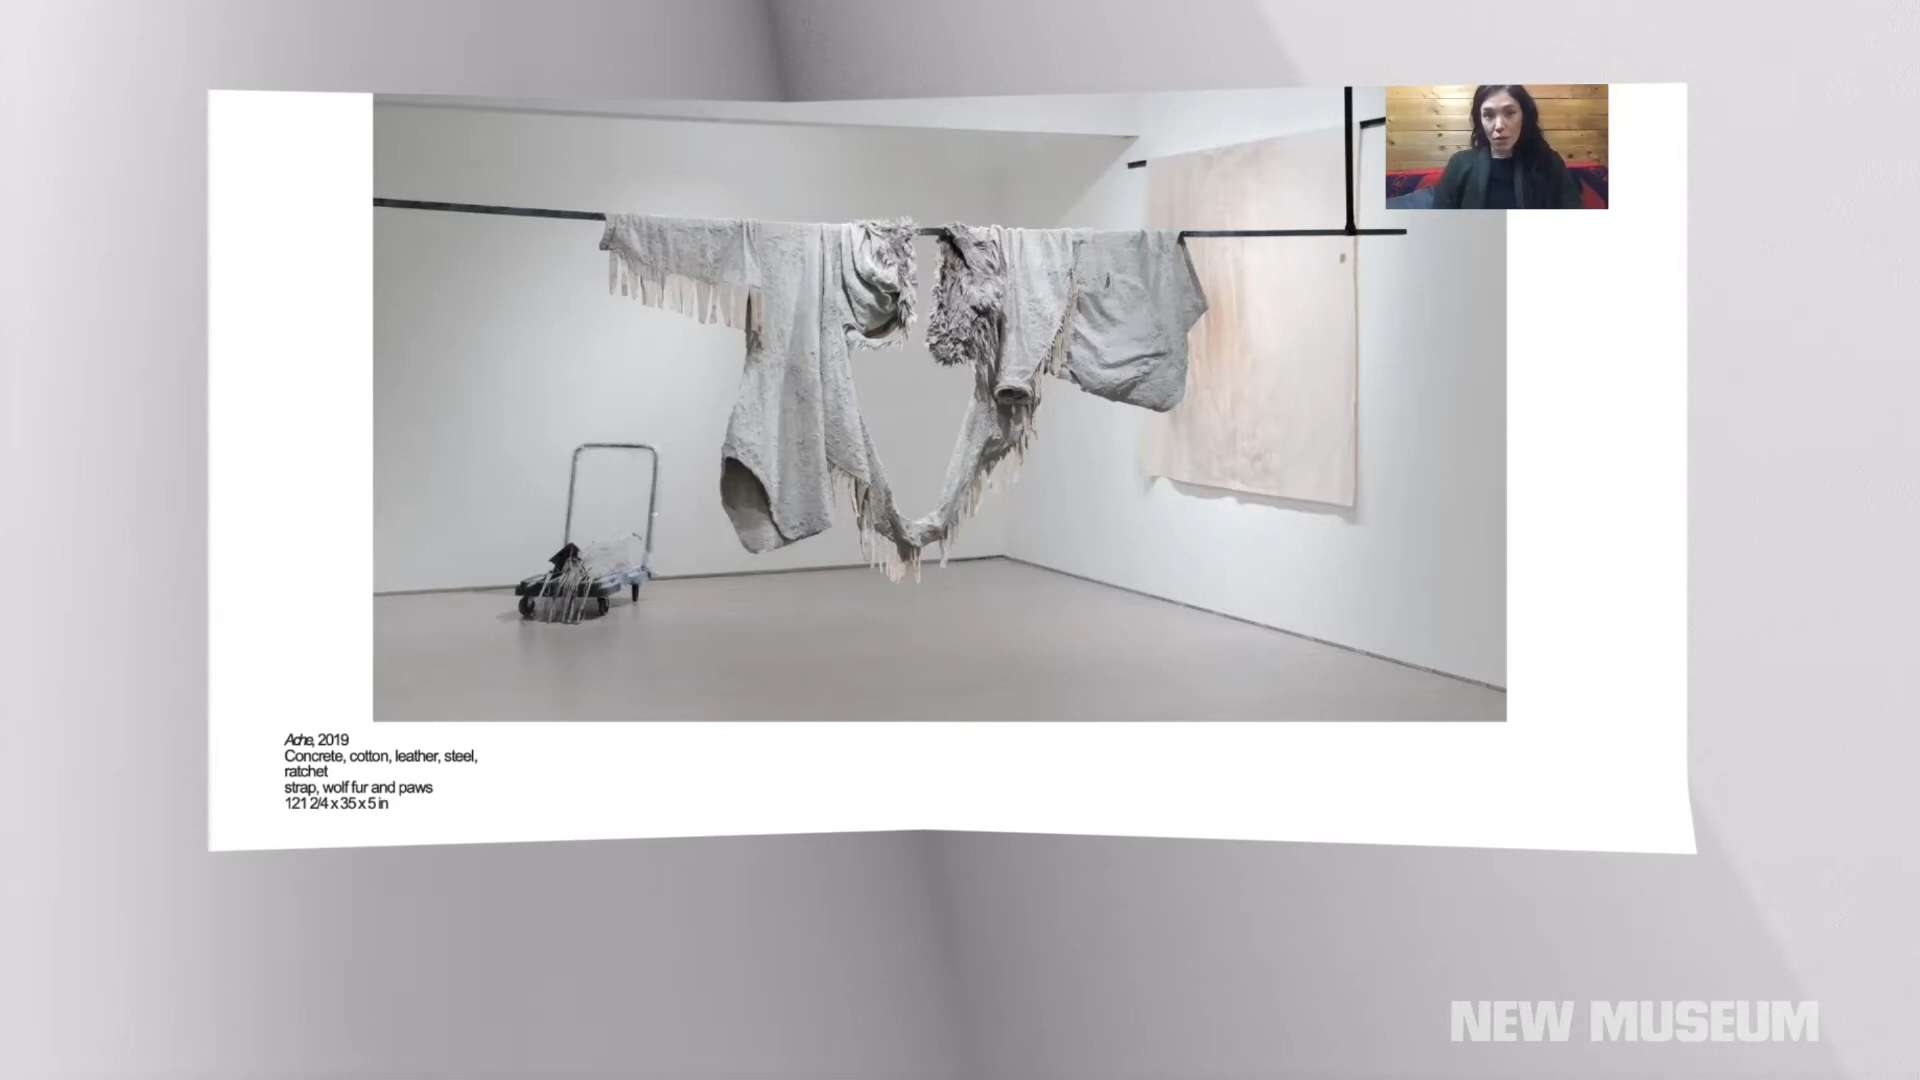 Ache, 2019
Concrete, cotton, leather, steel,
ratchet
strap, wolf fur and paws
121 2/4 x 35 x 5 in
NEW MUSEUM